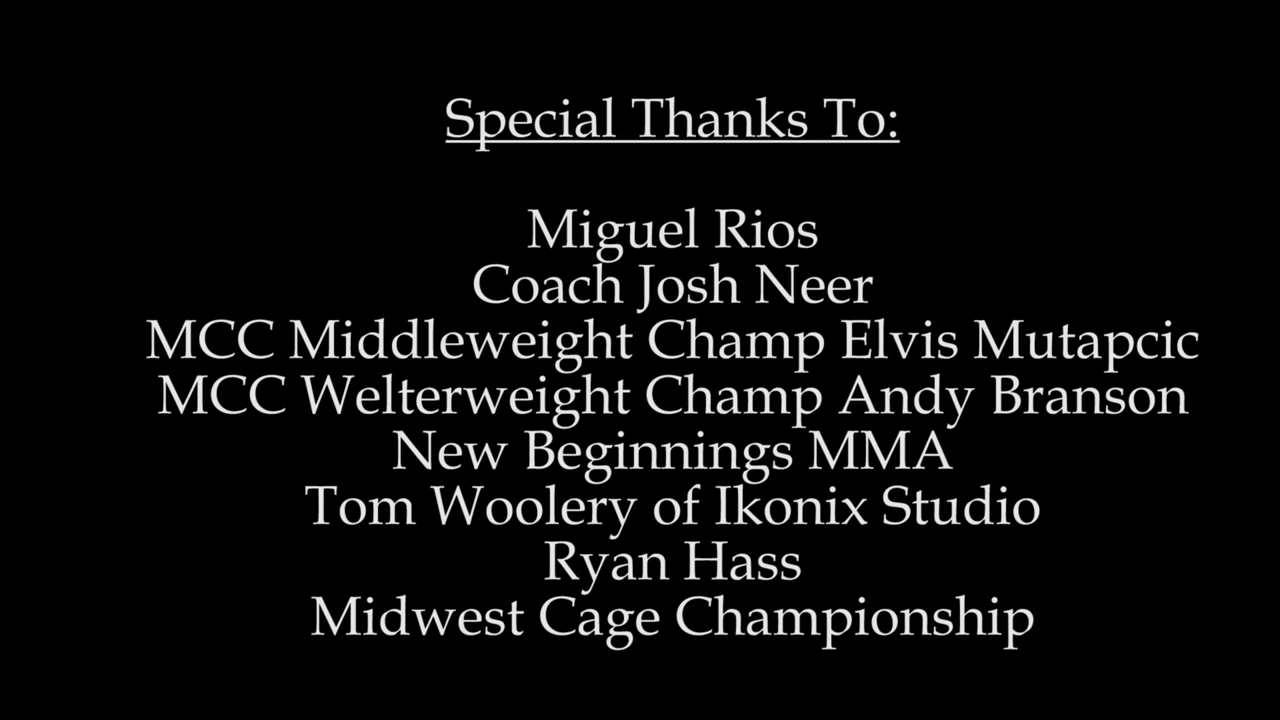 Special Thanks To:
Miguel Rios
Coach Josh Neer
MCC Middleweight Champ Elvis Mutapcic
MCC Welterweight Champ Andy Branson
New Beginnings MMA
Tom Woolery of Ikonix Studio
Ryan Hass
Midwest Cage Championship